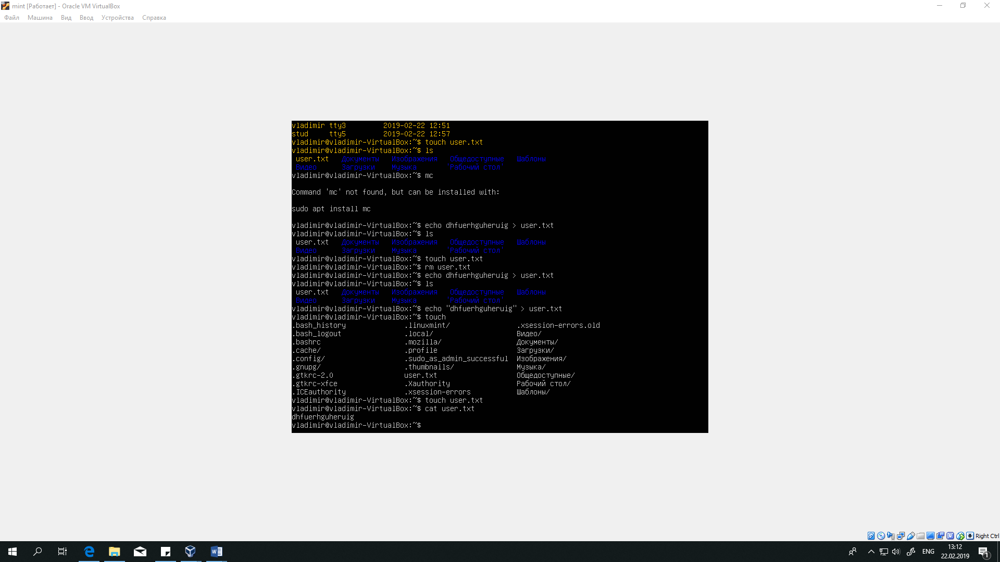 mint [Работает] - Oracle VM VirtualBox
Файл Машина Вид Ввод Устройства Справка
vladimir tty3         2019-02-22 12:51
stud     tty5         2019-02-22 12:57
vladimir@vladimir-VirtualBox:~$ touch user.txt
vladimir@vladimir-VirtualBox:~$ ls
 user.txt   Документы   Изображения   Общедоступные   Шаблоны
 Видео      Загрузки    Музыка       'Рабочий стол'
vladimir@vladimir-VirtualBox:~$ mc
Command 'mc' not found, but can be installed with:
sudo apt install mc
vladimir@vladimir-VirtualBox:~$ echo dhfuerhguheruig > user.txt
vladimir@vladimir-VirtualBox:~$ ls
 user.txt   Документы   Изображения   Общедоступные   Шаблоны
 Видео      Загрузки    Музыка       'Рабочий стол'
vladimir@vladimir-VirtualBox:~$ touch user.txt
vladimir@vladimir-VirtualBox:~$ rm user.txt
vladimir@vladimir-VirtualBox:~$ echo dhfuerhguheruig > user.txt
vladimir@vladimir-VirtualBox:~$ ls
 user.txt   Документы   Изображения   Общедоступные   Шаблоны
 Видео      Загрузки    Музыка       'Рабочий стол'
vladimir@vladimir-VirtualBox:~$ echo "dhfuerhguheruig" > user.txt
vladimir@vladimir-VirtualBox:~$ touch
.bash_history              .linuxmint/                .xsession-errors.old
.bash_logout               .local/                    Видео/
.bashrc                    .mozilla/                  Документы/
.cache/                    .profile                   Загрузки/
.config/                   .sudo_as_admin_successful  Изображения/
.gnupg/                    .thumbnails/               Музыка/
.gtkrc-2.0                 user.txt                   Общедоступные/
.gtkrc-xfce                .Xauthority                Рабочий стол/
.ICEauthority              .xsession-errors           Шаблоны/
vladimir@vladimir-VirtualBox:~$ touch user.txt
vladimir@vladimir-VirtualBox:~$ cat user.txt
dhfuerhguheruig
vladimir@vladimir-VirtualBox:~$
Right Ctrl
ENG
13:12
22.02.2019
1